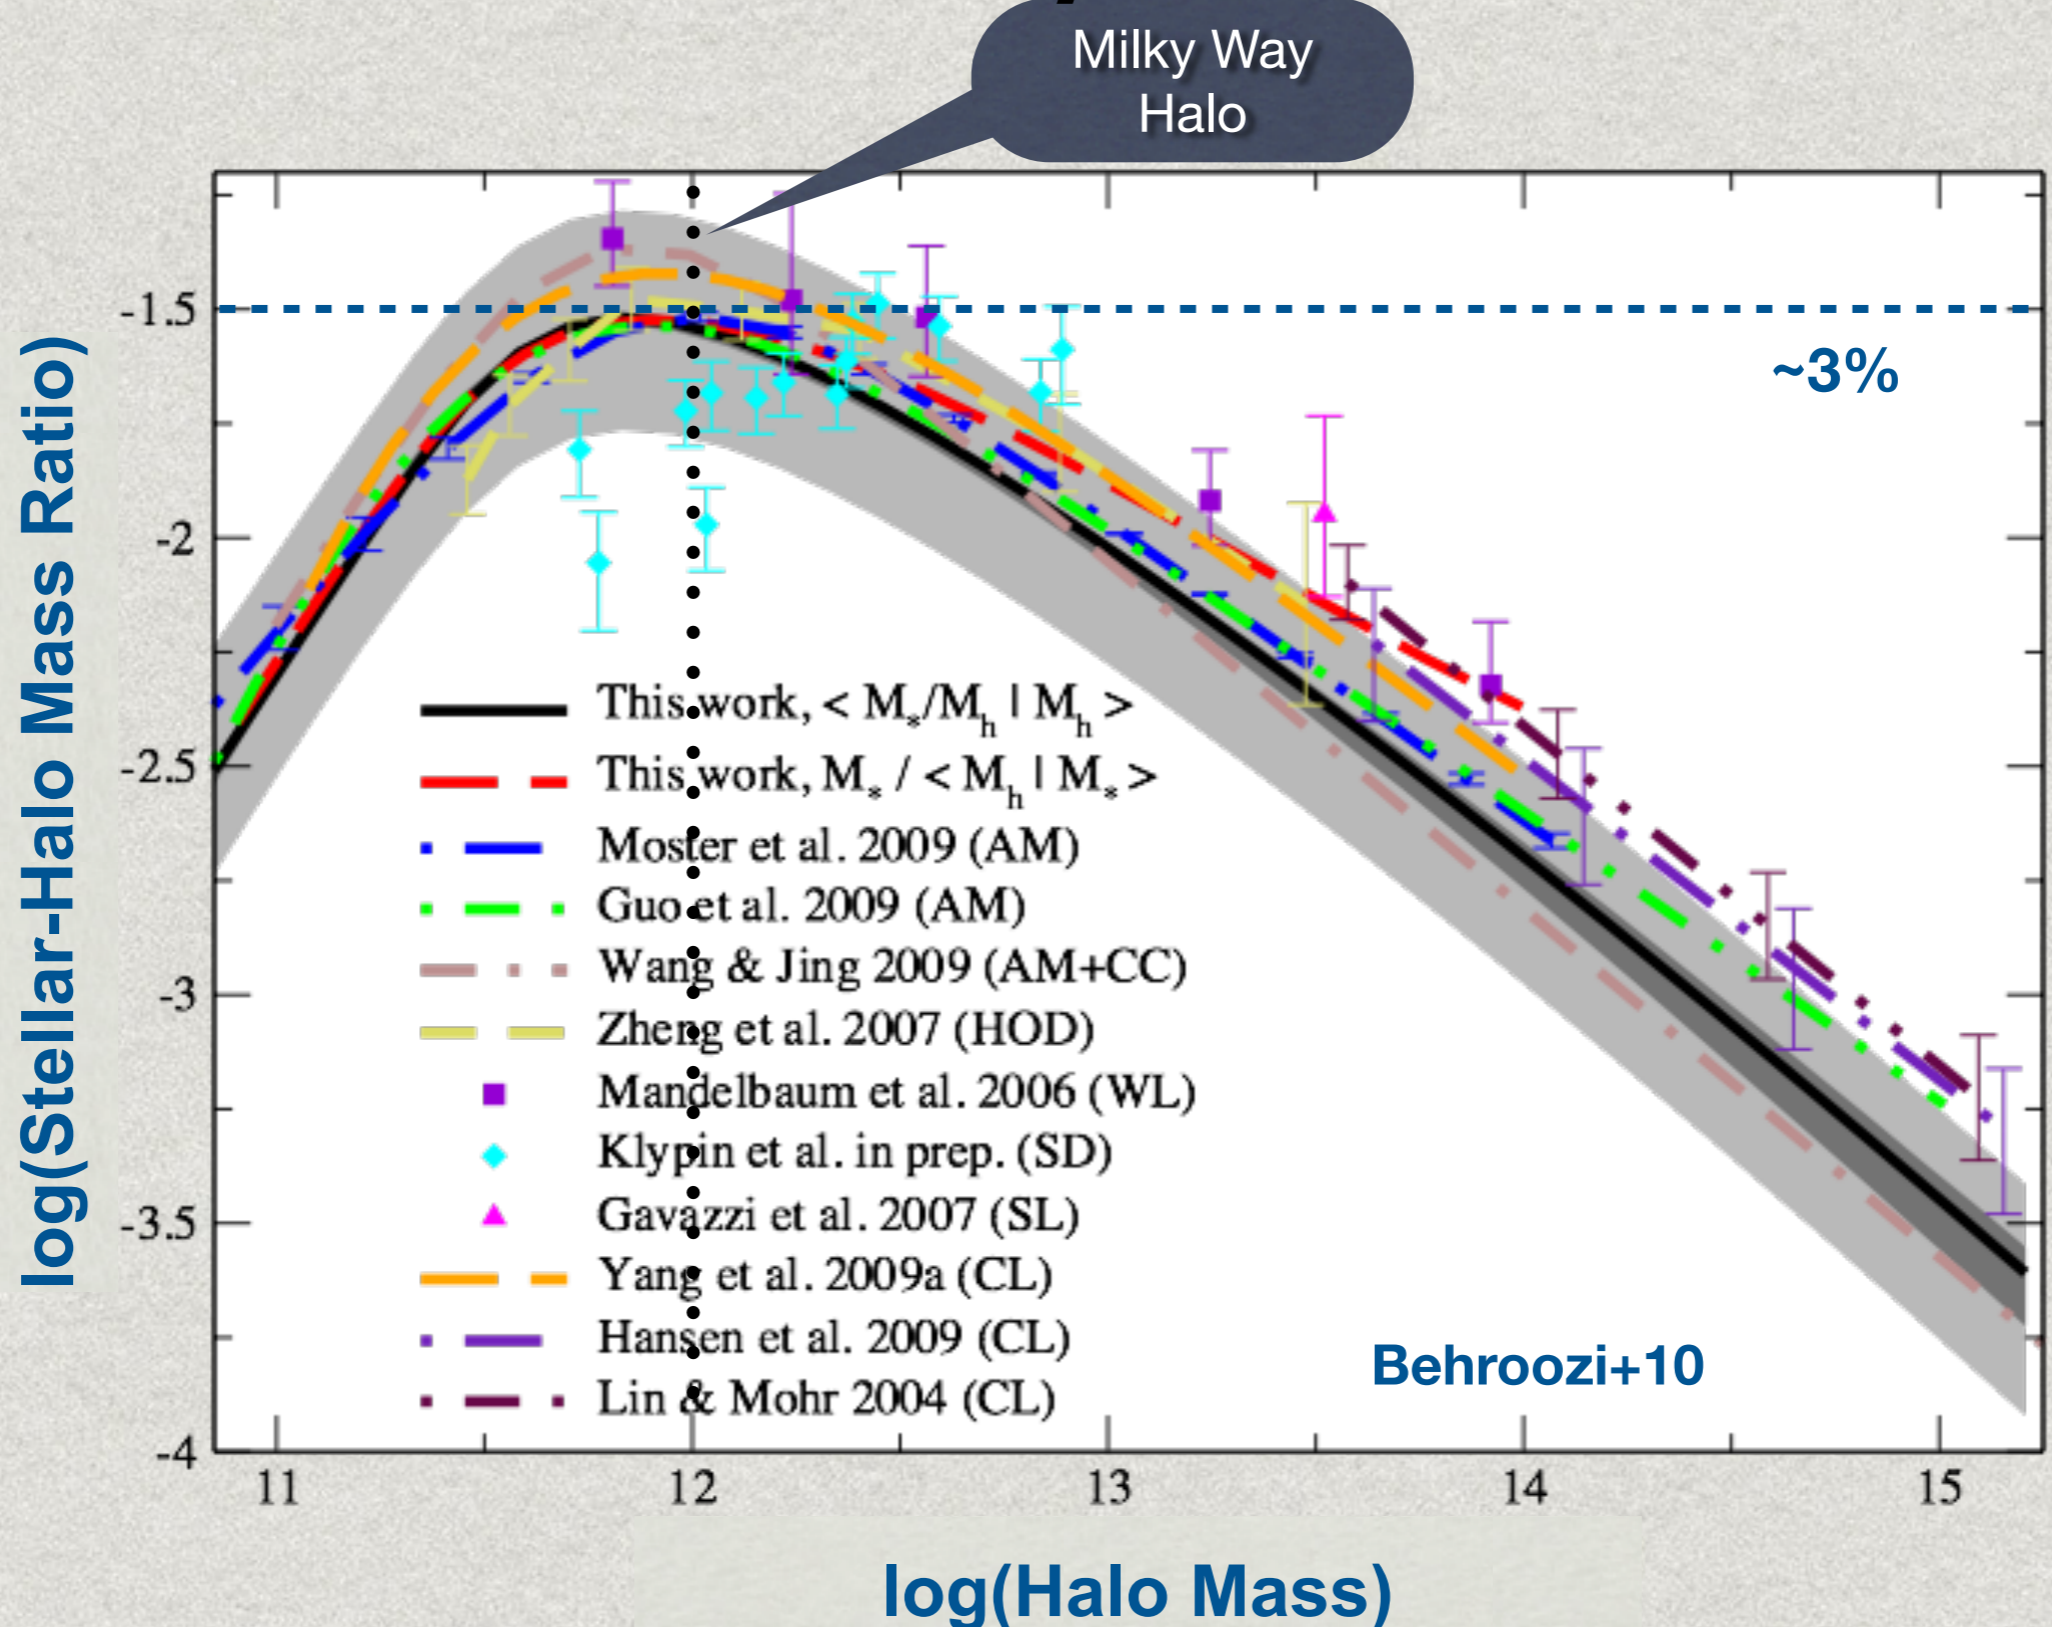 Milky Way
Halo
-1.5
~3%
-2
-2.5
-3
-3.5
-4
log(Stellar-Halo Mass Ratio)
This work, < M*/Mh | Mh >
This work, M* / < Mh | M* >
Moster et al. 2009 (AM)
Guo et al. 2009 (AM)
Wang & Jing 2009 (AM+CC)
Zheng et al. 2007 (HOD)
Mandelbaum et al. 2006 (WL)
Klypin et al. in prep. (SD)
Gavazzi et al. 2007 (SL)
Yang et al. 2009a (CL)
Hansen et al. 2009 (CL)
Lin & Mohr 2004 (CL)
Behroozi+10
11 12 13 14 15
log(Halo Mass)